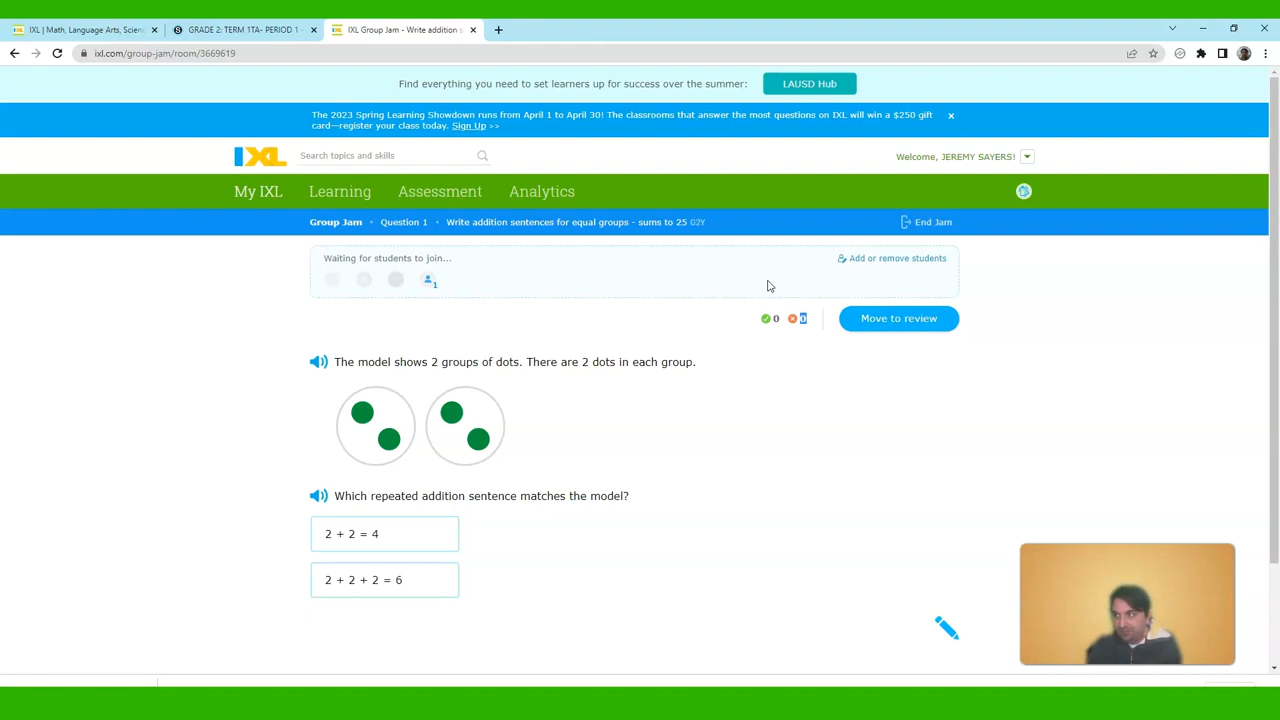 IXL | Math, Language Arts, Scien
GRADE 2: TERM 1TA- PERIOD 1 -
IXL Group Jam - Write addition s
ixl.com/group-jam/room/3669619
Find everything you need to set learners up for success over the summer:
LAUSD Hub
The 2023 Spring Learning Showdown runs from April 1 to April 30! The classrooms that answer the most questions on IXL will win a $250 gift
card—register your class today. Sign Up >>
IXL
Search topics and skills
Welcome, JEREMY SAYERS!
My IXL Learning Assessment Analytics
Group Jam • Question 1 • Write addition sentences for equal groups - sums to 25 G2Y
End Jam
Waiting for students to join...
Add or remove students
1
0 0
Move to review
The model shows 2 groups of dots. There are 2 dots in each group.
Which repeated addition sentence matches the model?
2 + 2 = 4
2 + 2 + 2 = 6